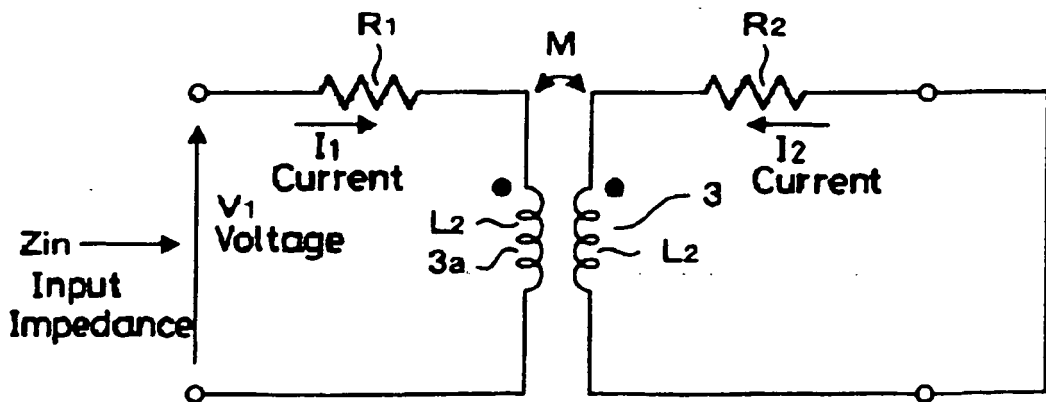 R1
M
R2
I1
Current
I2
Current
V1
Voltage
L2
3a
3
L2
Zin
Input
Impedance